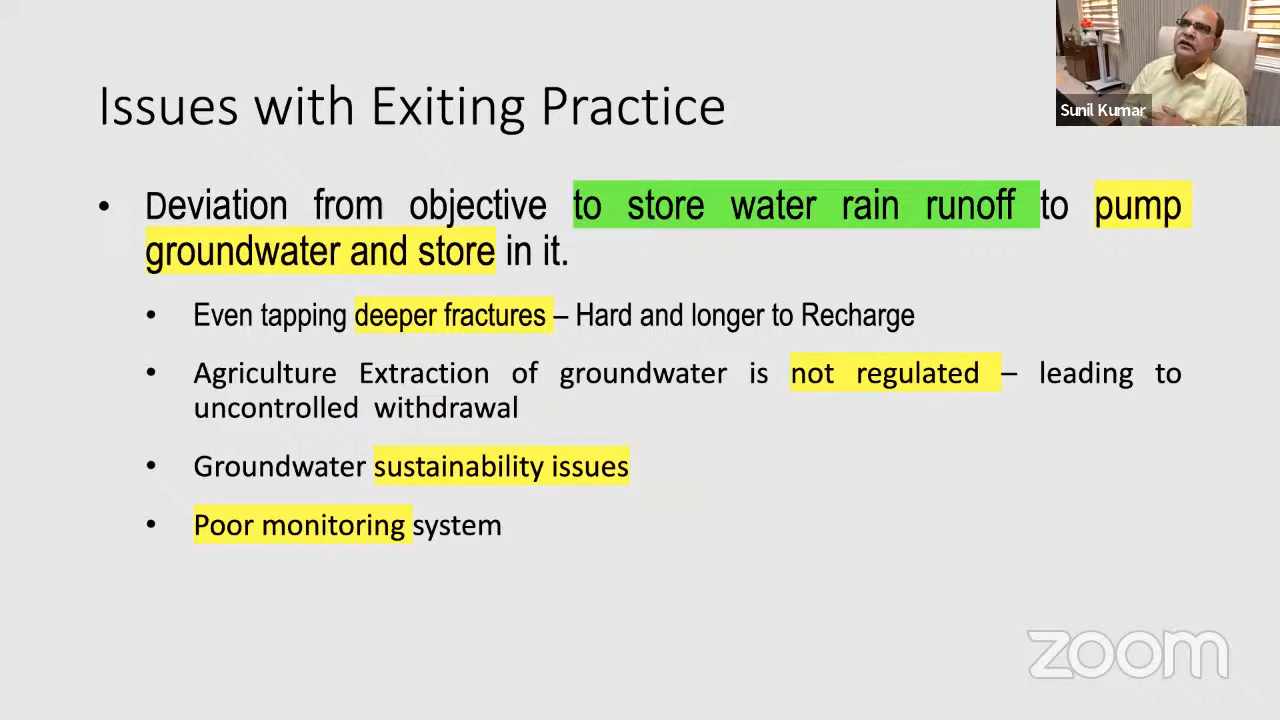 Sunil Kumar
Issues with Exiting Practice
• Deviation from objective to store water rain runoff to pump
groundwater and store in it.
• Even tapping deeper fractures – Hard and longer to Recharge
• Agriculture Extraction of groundwater is not regulated – leading to
uncontrolled withdrawal
• Groundwater sustainability issues
• Poor monitoring system
zoom